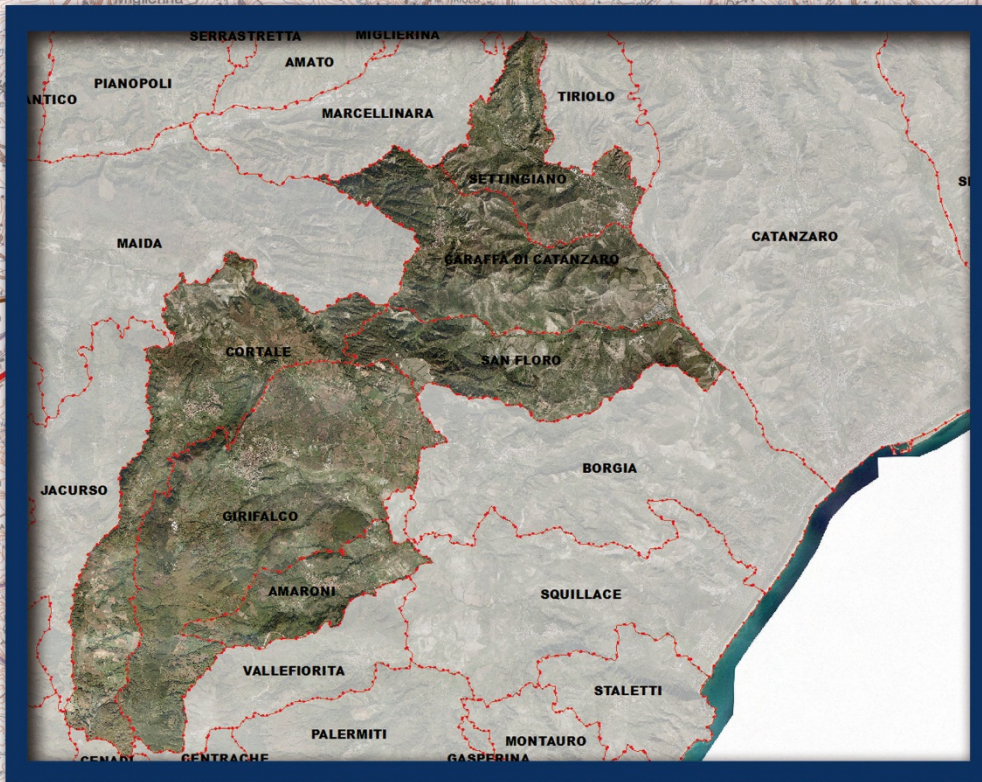 SERRASTRETTA
MIGLIERINA
AMATO
PIANOPOLI
ANTICO
TIRIOLO
MARCELLINARA
SETTINGIANO
CATANZARO
MAIDA
CARAFFA DI CATANZARO
CORTALE
SAN FLORO
BORGIA
JACURSO
GIRIFALCO
AMARONI
SQUILLACE
VALLEFIORITA
STALETTI
PALERMITI
MONTAURO
CENADI
CENTRACHE
GASPERINA